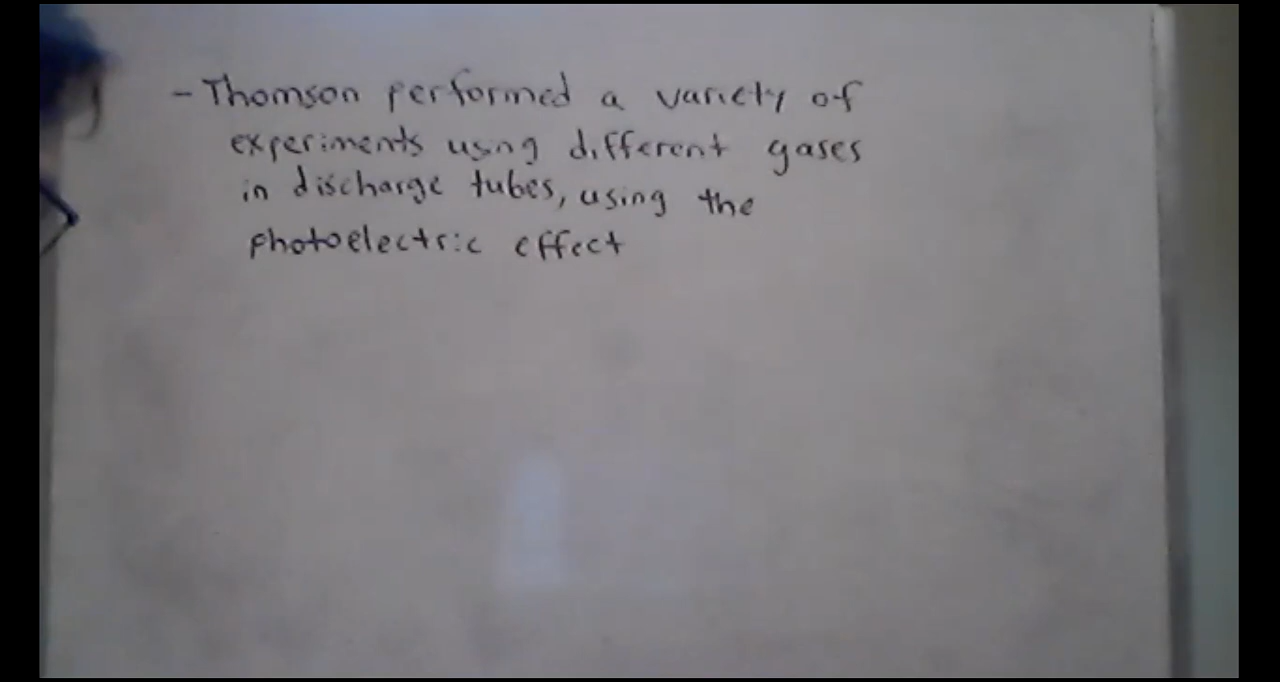 - Thomson performed a variety of
experiments using different gases
in discharge tubes, using the
photoelectric effect